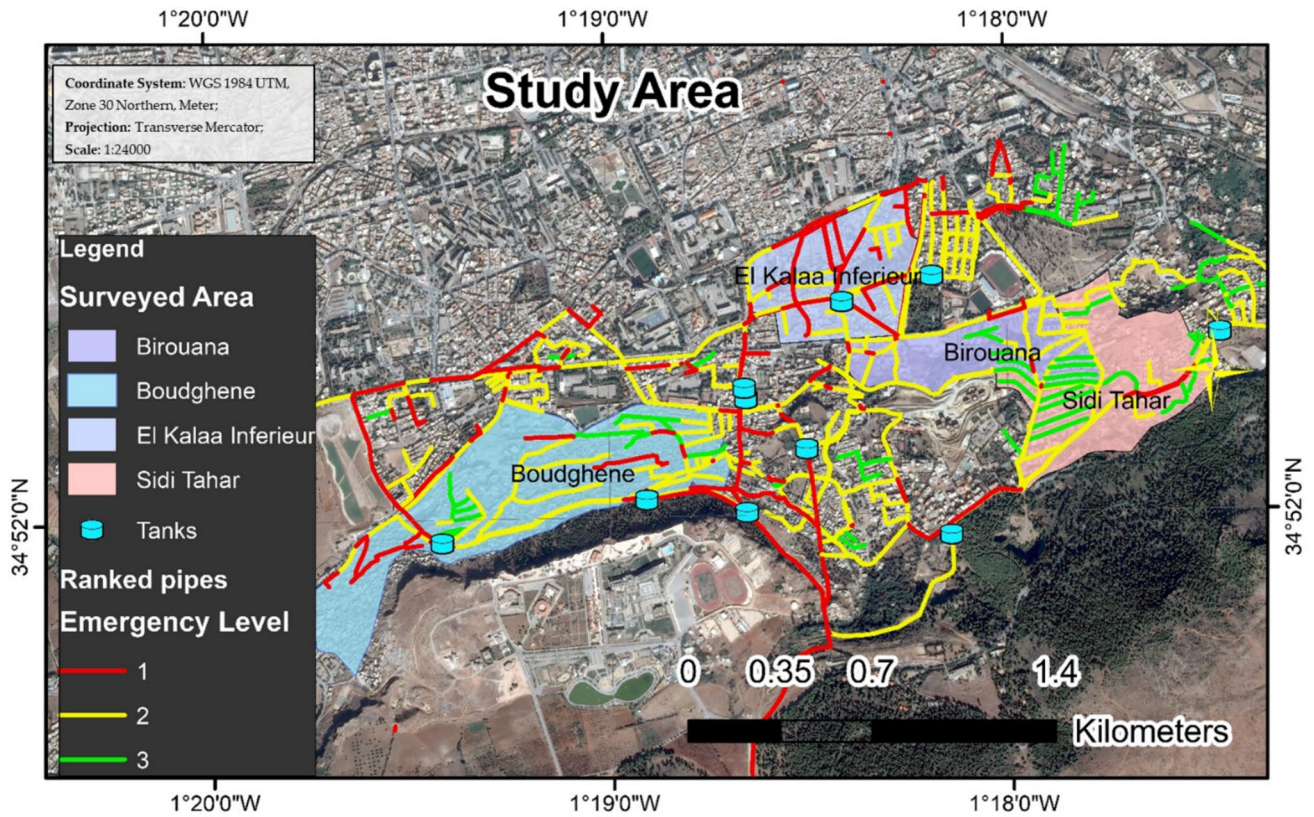 1°20'0"W
1°19'0"W
1°18'0"W
Coordinate System: WGS 1984 UTM,
Zone 30 Northern, Meter;
Projection: Transverse Mercator;
Scale: 1:24000
Study Area
Legend
Surveyed Area
Birouana
Boudghene
El Kalaa Inferieur
Sidi Tahar
Tanks
Ranked pipes
Emergency Level
1
2
3
El Kalaa Inferieur
Birouana
Sidi Tahar
Boudghene
N
34°52'0"N
34°52'0"N
0 0.35 0.7 1.4
Kilometers
1°20'0"W
1°19'0"W
1°18'0"W